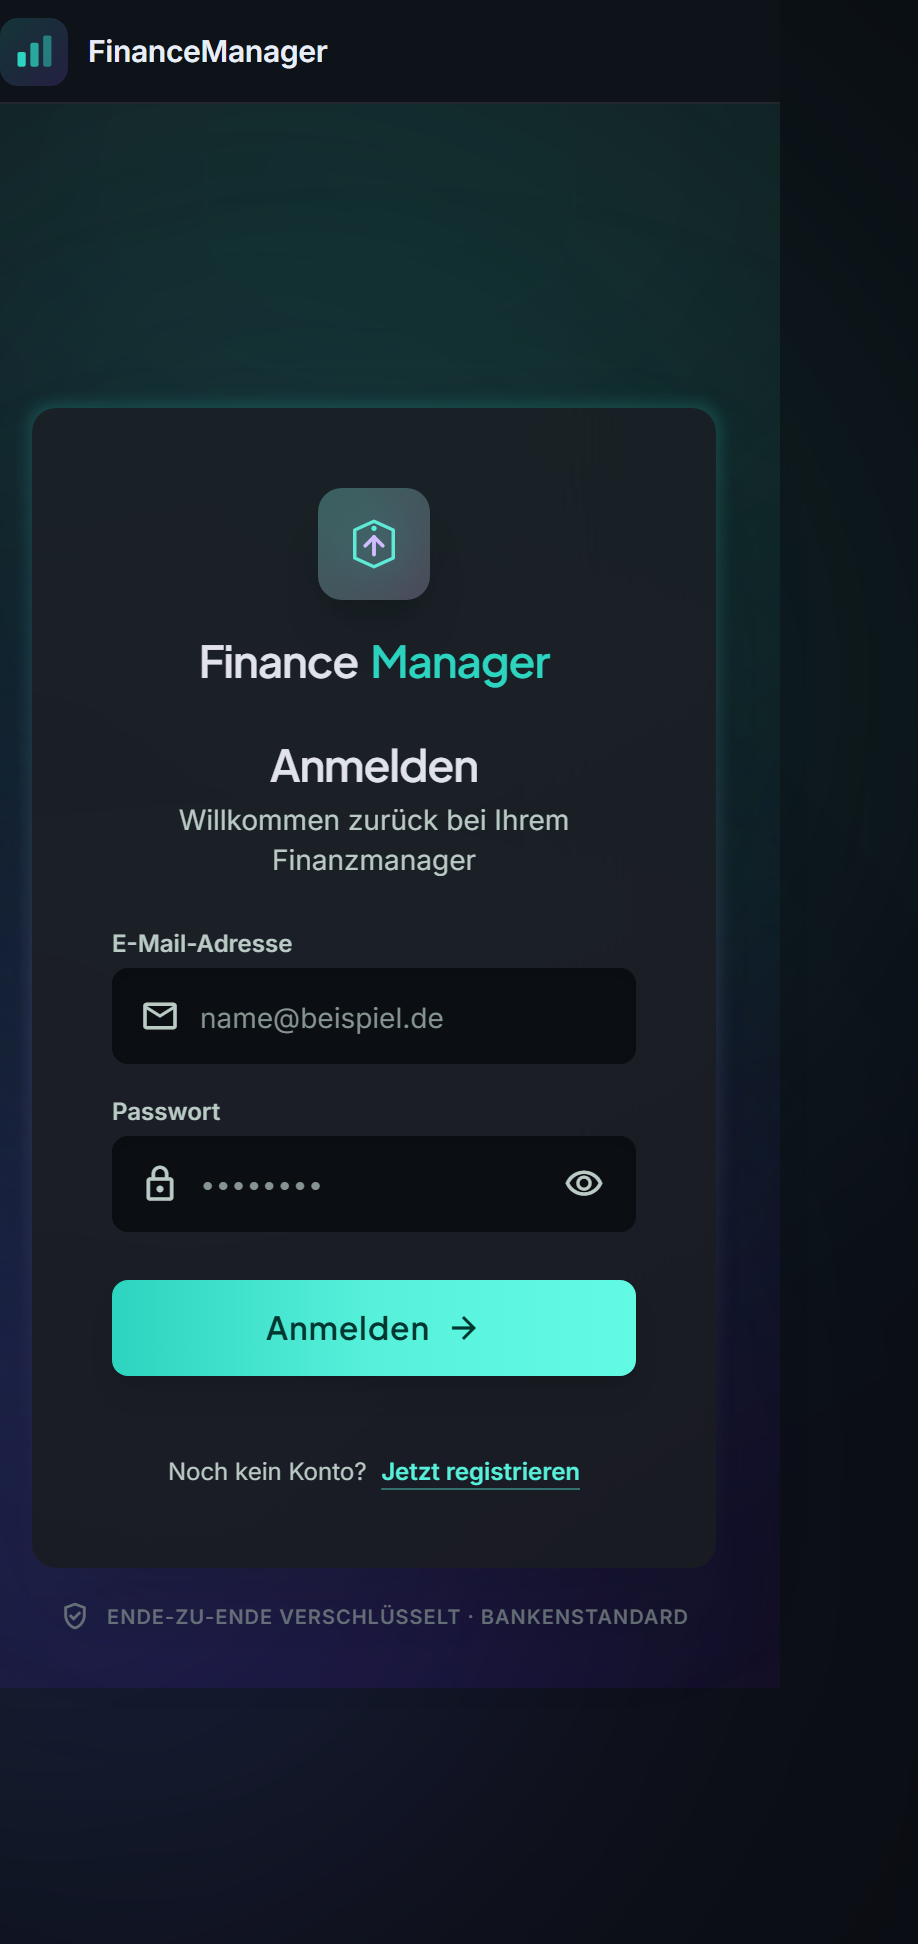 FinanceManager
Finance Manager
Anmelden
Willkommen zurück bei Ihrem
Finanzmanager
E-Mail-Adresse
name@beispiel.de
Passwort
••••••••
Anmelden →
Noch kein Konto? Jetzt registrieren
ENDE-ZU-ENDE VERSCHLÜSSELT · BANKENSTANDARD